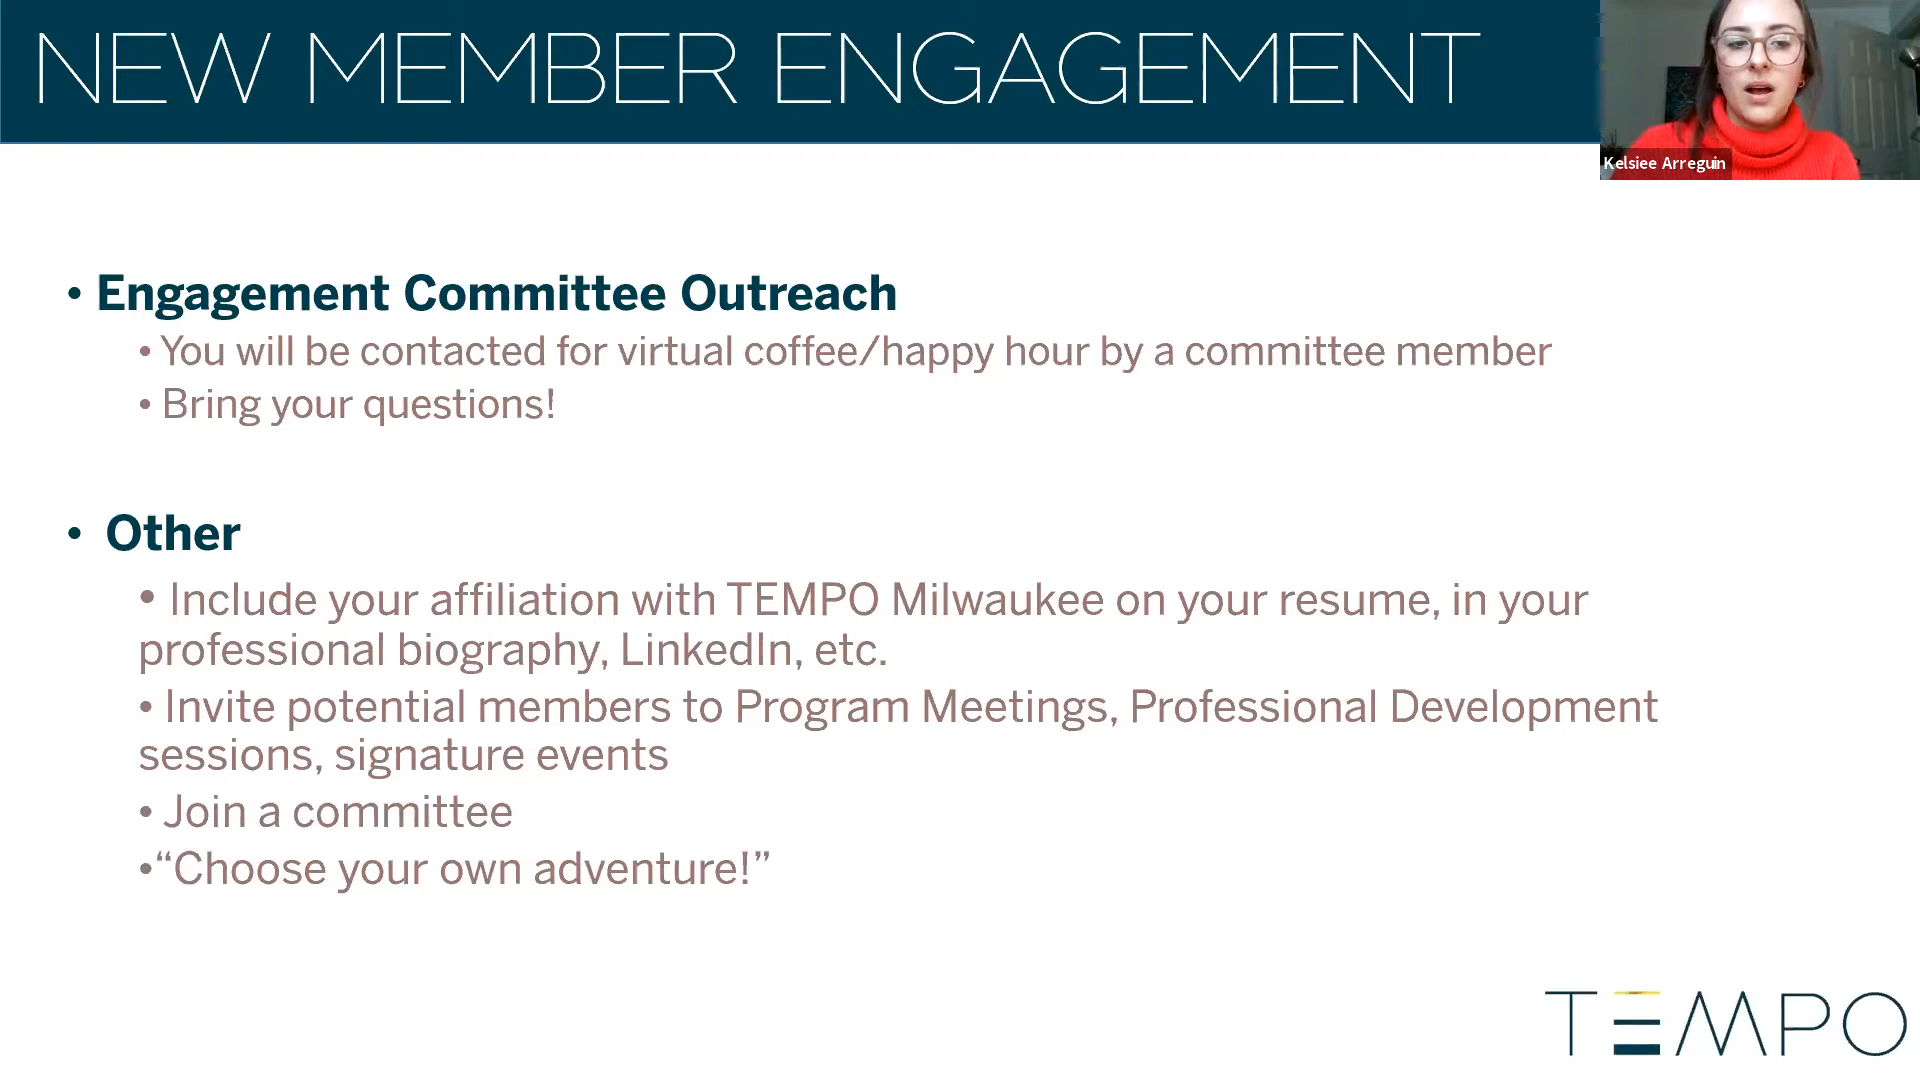 NEW MEMBER ENGAGEMENT
Kelsiee Arreguin
• Engagement Committee Outreach
• You will be contacted for virtual coffee/happy hour by a committee member
• Bring your questions!
• Other
• Include your affiliation with TEMPO Milwaukee on your resume, in your
professional biography, LinkedIn, etc.
• Invite potential members to Program Meetings, Professional Development
sessions, signature events
• Join a committee
•“Choose your own adventure!”
TEMPO